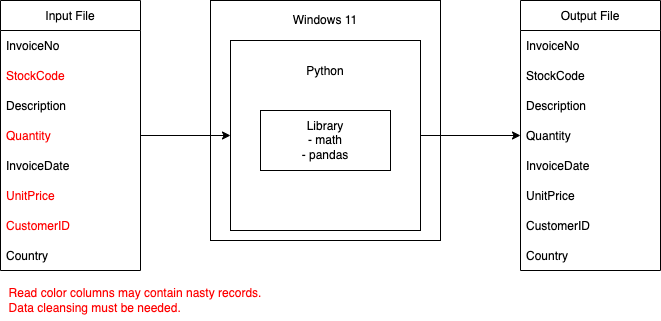 Input File
InvoiceNo
StockCode
Description
Quantity
InvoiceDate
UnitPrice
CustomerID
Country
Windows 11
Python
Library
- math
- pandas
Output File
InvoiceNo
StockCode
Description
Quantity
InvoiceDate
UnitPrice
CustomerID
Country
Read color columns may contain nasty records.
Data cleansing must be needed.